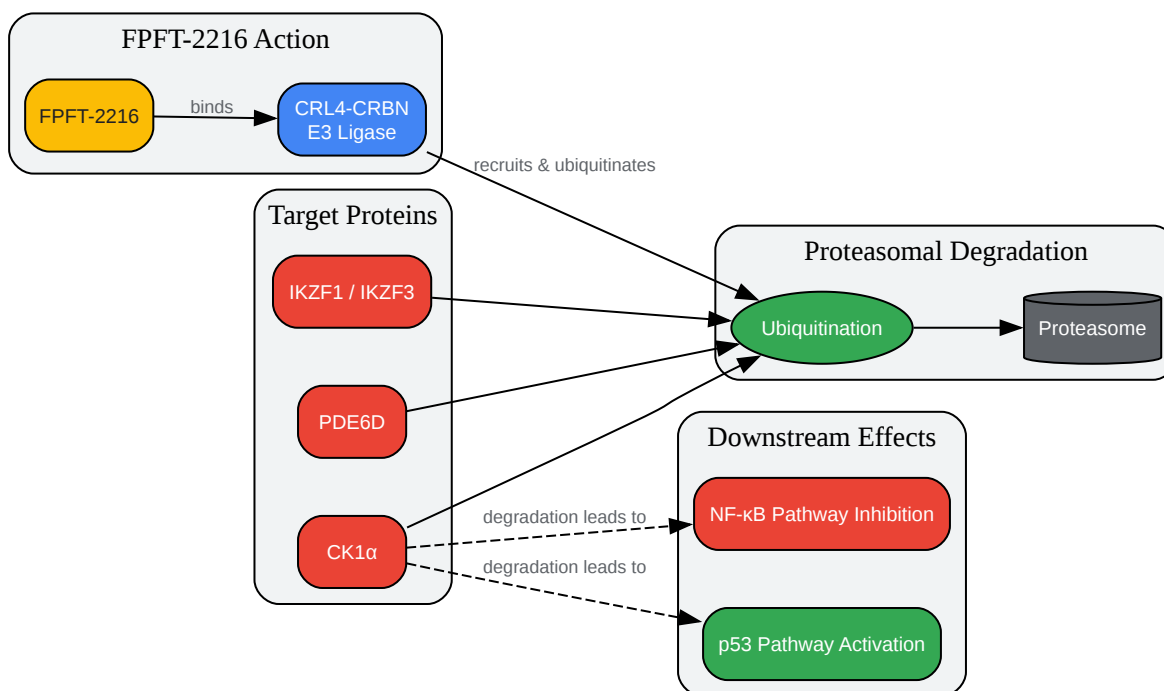 FPFT-2216 Action
FPFT-2216
binds
CRL4-CRBN
E3 Ligase
recruits & ubiquitinates
Target Proteins
IKZF1 / IKZF3
PDE6D
CK1α
Proteasomal Degradation
Ubiquitination
Proteasome
Downstream Effects
degradation leads to
NF-κB Pathway Inhibition
degradation leads to
p53 Pathway Activation